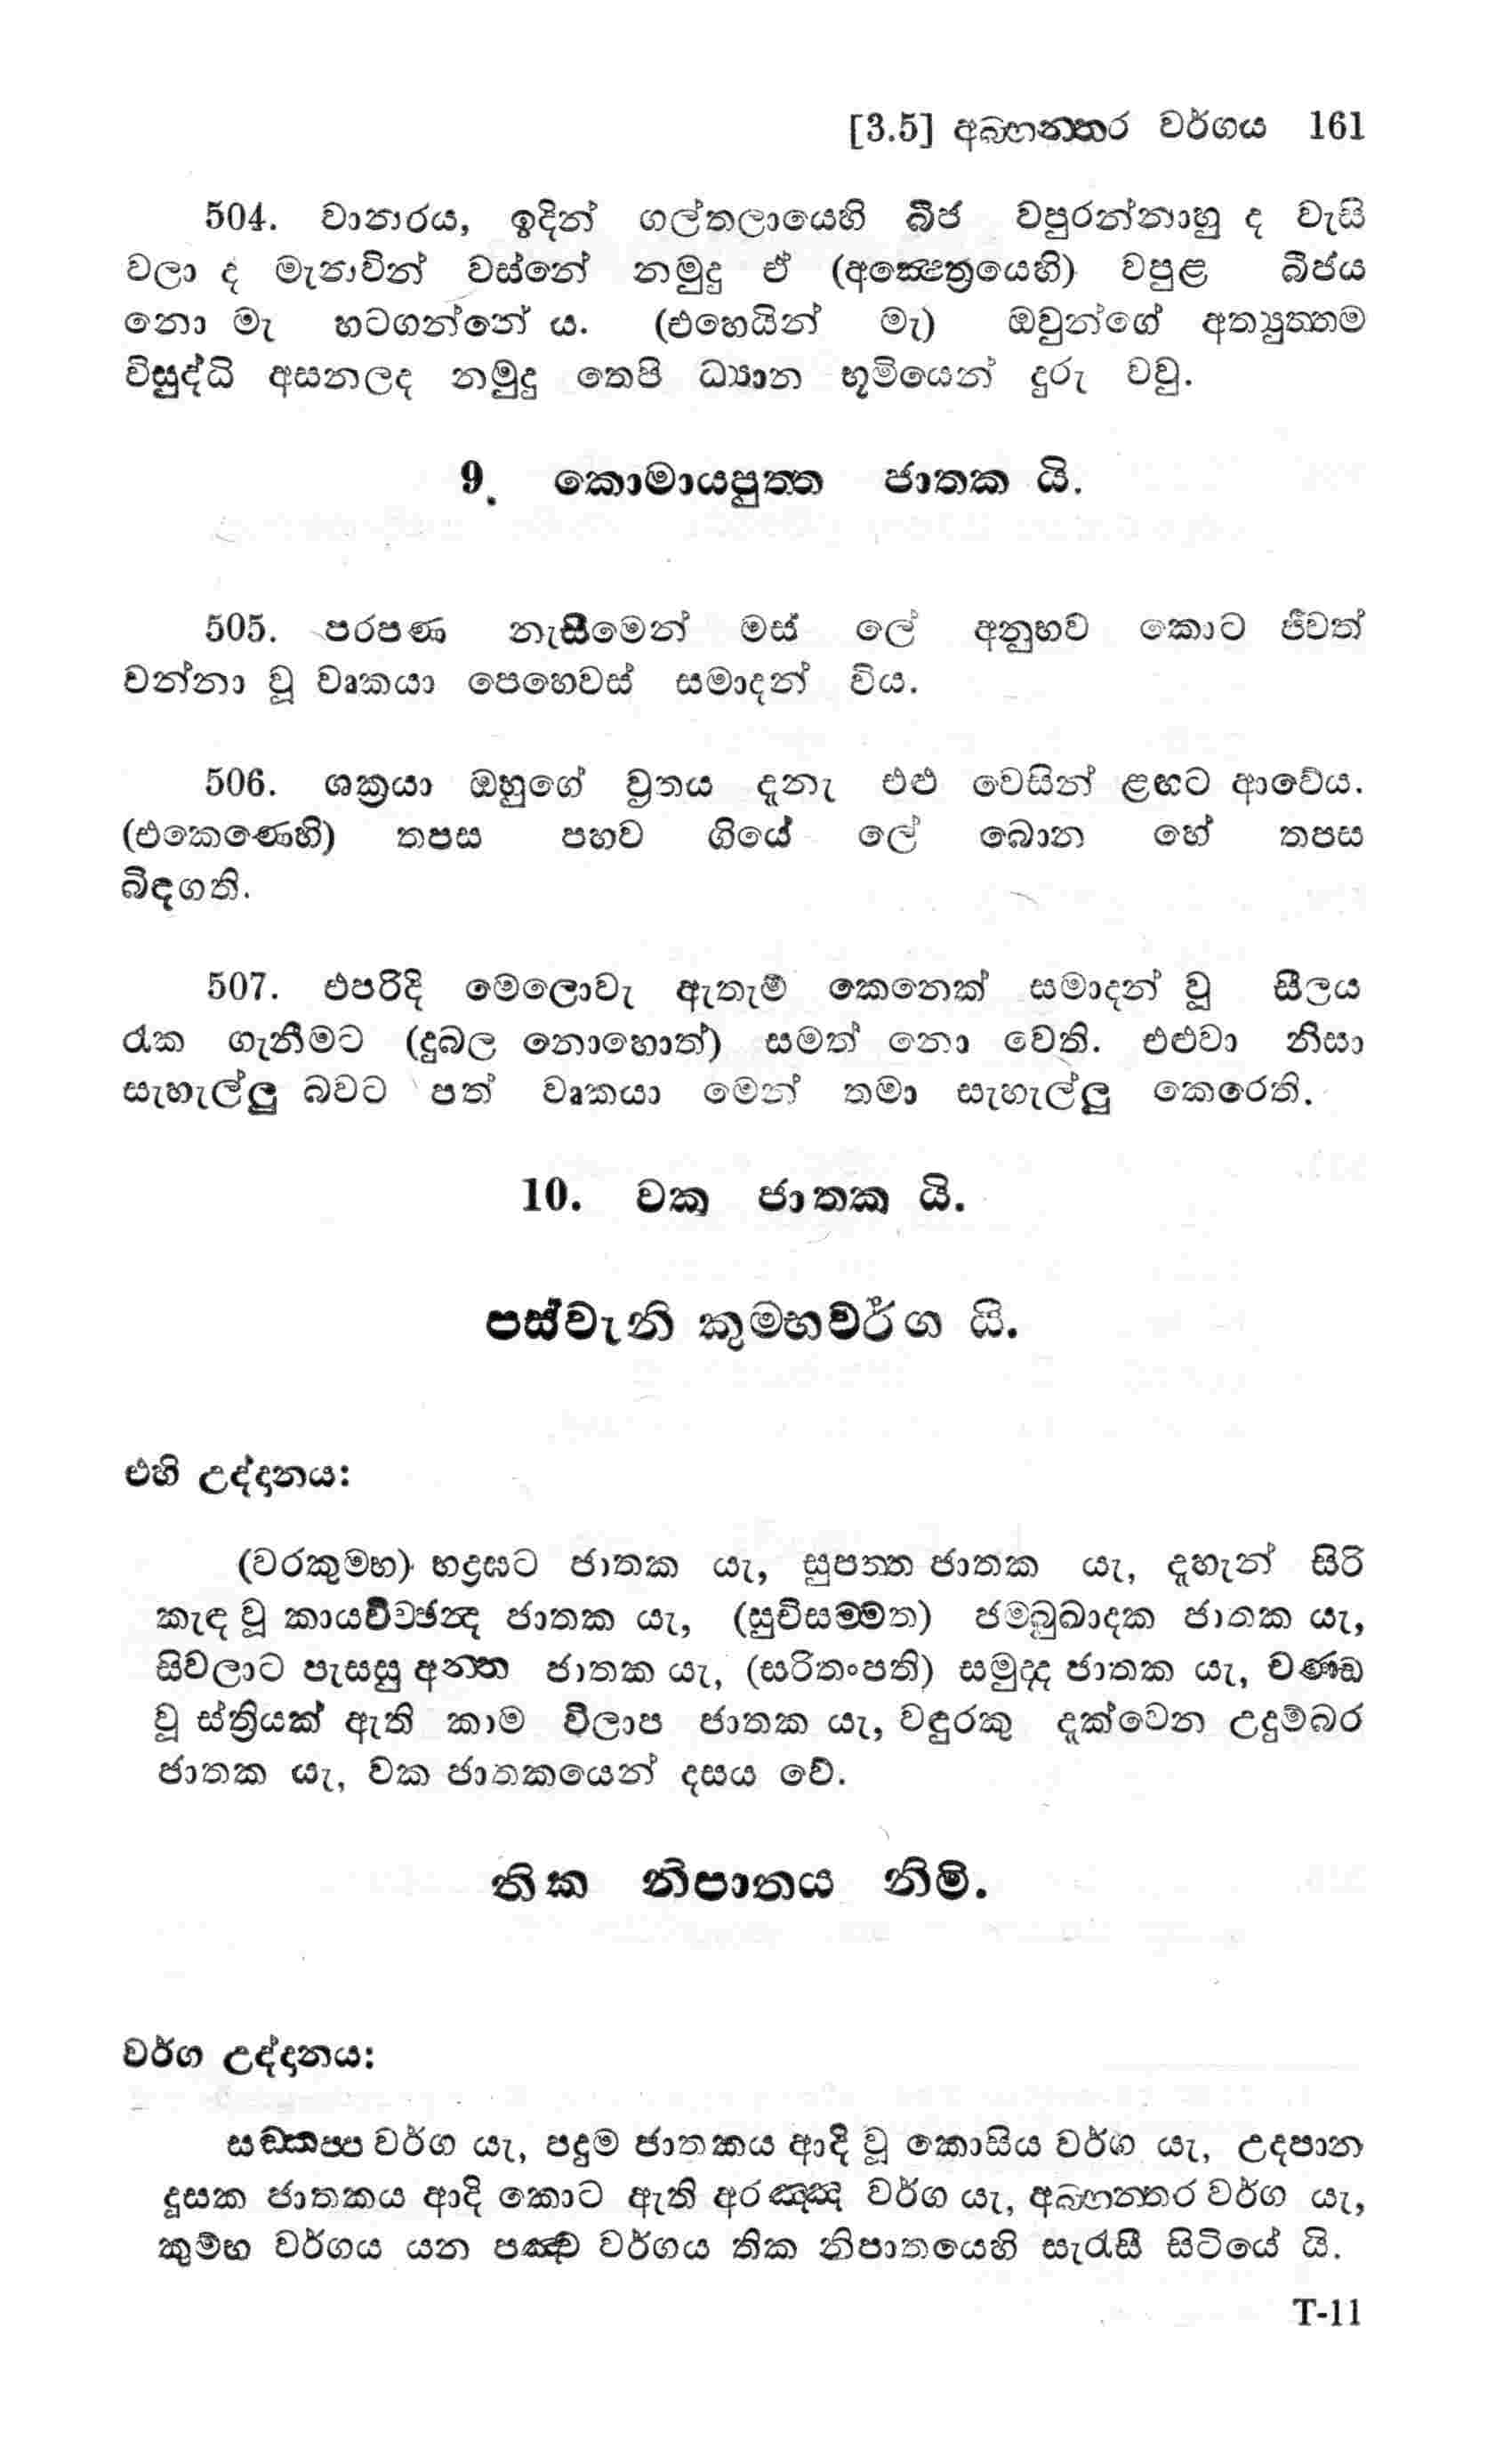 [3.5] අබ්භන්තර වර්ගය 161
504. වානරය, ඉදින් ගල්තලායෙහි බීජ වපුරන්නාහු ද වැසි
වලා ද මැනවින් වස්නේ නමුදු ඒ (අක්ෂෙත්‍රයෙහි) වපුළ බීජය
නො මැ හටගන්නේ ය. (එහෙයින් මැ) ඔවුන්ගේ අත්‍යුත්තම
විසුද්ධි අසනලද නමුදු තෙපි ධ්‍යාන භූමියෙන් දුරු වවු.
9. කොමායපුත්ත ජාතක යි.
505. පරපණ නැසීමෙන් මස් ලේ අනුභව කොට ජීවත්
වන්නා වූ වෘකයා පෙහෙවස් සමාදන් විය.
506. ශක්‍රයා ඔහුගේ ව්‍රතය දැනැ එළු වෙසින් ළඟට ආවේය.
(එකෙණෙහි) තපස පහව ගියේ ලේ බොන හේ තපස
බිඳගති.
507. එපරිදි මෙලොවැ ඇතැම් කෙනෙක් සමාදන් වූ සීලය
රැක ගැනීමට (දුබල නොහොත්) සමත් නො වෙති. එළුවා නිසා
සැහැල්ලු බවට පත් වෘකයා මෙන් තමා සැහැල්ලු කෙරෙති.
10. වක ජාතක යි.
පස්වැනි කුම්භවර්ග යි.
එහි උද්දානය:
(වරකුම්භ) භද්‍රඝට ජාතක යැ, සුපත්ත ජාතක යැ, දැහැන් සිරි
කැඳ වූ කායවිච්ඡන්ද ජාතක යැ, (සුචිසම්මත) ජම්බුඛාදක ජාතක යැ,
සිවලාට පැසසු අන්ත ජාතක යැ, (සරිතංපති) සමුද්ද ජාතක යැ, චණ්ඩ
වූ ස්ත්‍රියක් ඇති කාම විලාප ජාතක යැ, වඳුරකු දැක්වෙන උදුම්බර
ජාතක යැ, වක ජාතකයෙන් දසය වේ.
තික නිපාතය නිමි.
වර්ග උද්දානය:
සඞ්කප්ප වර්ග යැ, පදුම ජාතකය ආදි වූ කොසිය වර්ග යැ, උදපාන
දූසක ජාතකය ආදි කොට ඇති අරඤ්ඤ වර්ග යැ, අබ්භන්තර වර්ග යැ,
කුම්භ වර්ගය යන පඤ්ච වර්ගය තික නිපාතයෙහි සැරැසී සිටියේ යි.
T-11